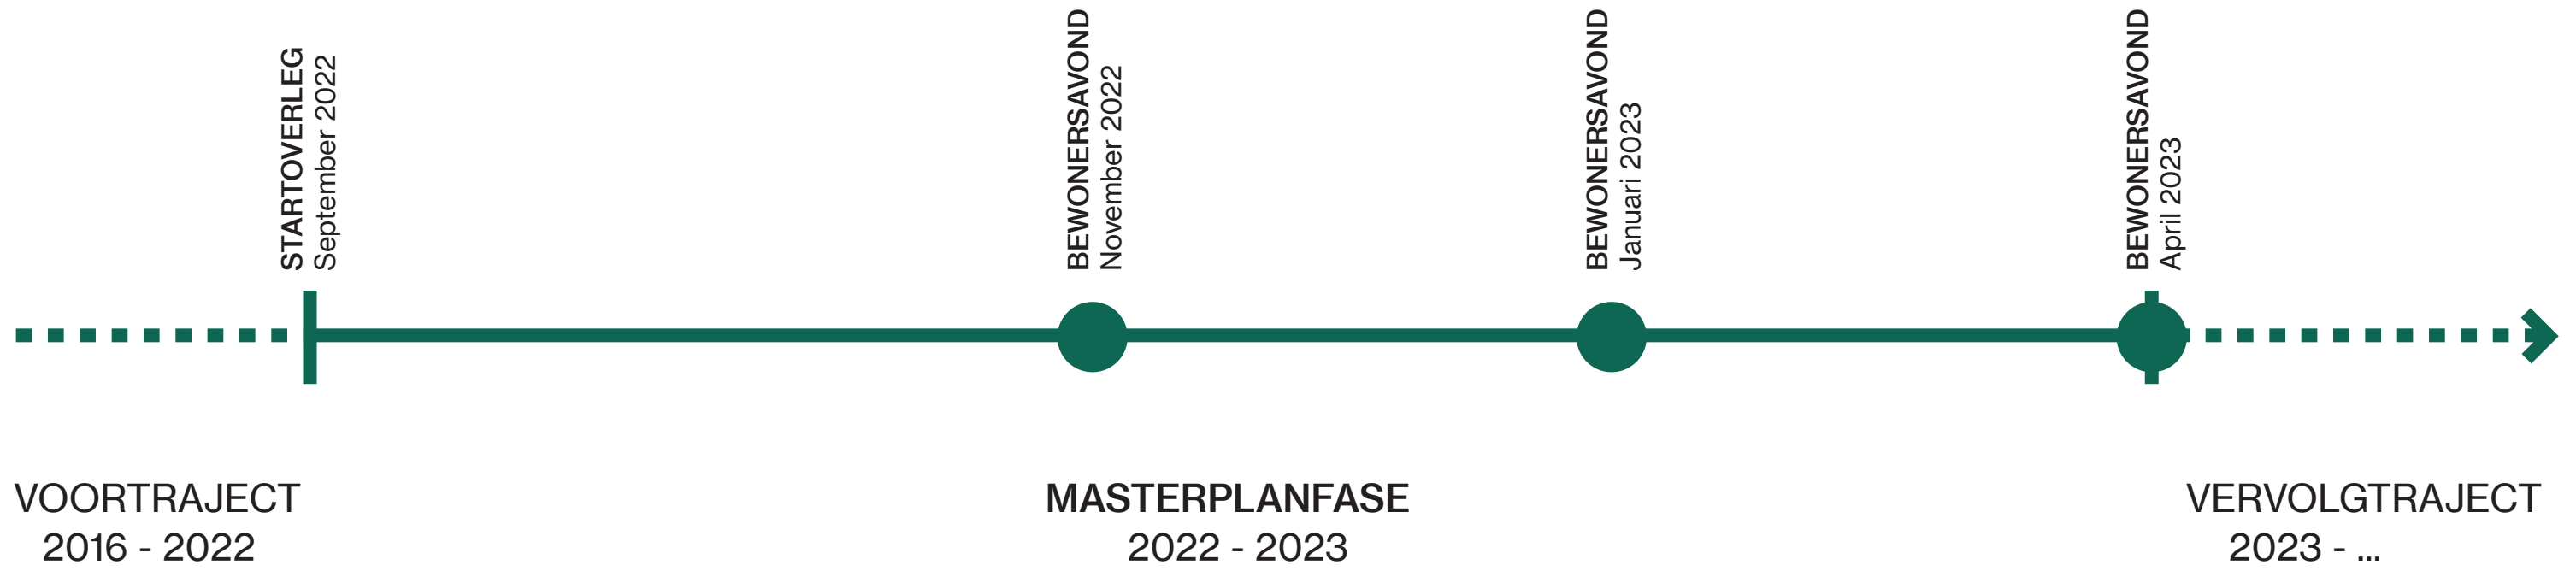 STARTOVERLEG
September 2022
BEWONERSAVOND
November 2022
BEWONERSAVOND
Januari 2023
BEWONERSAVOND
April 2023
VOORTRAJECT
2016 - 2022
MASTERPLANFASE
2022 - 2023
VERVOLGTRAJECT
2023 - ...